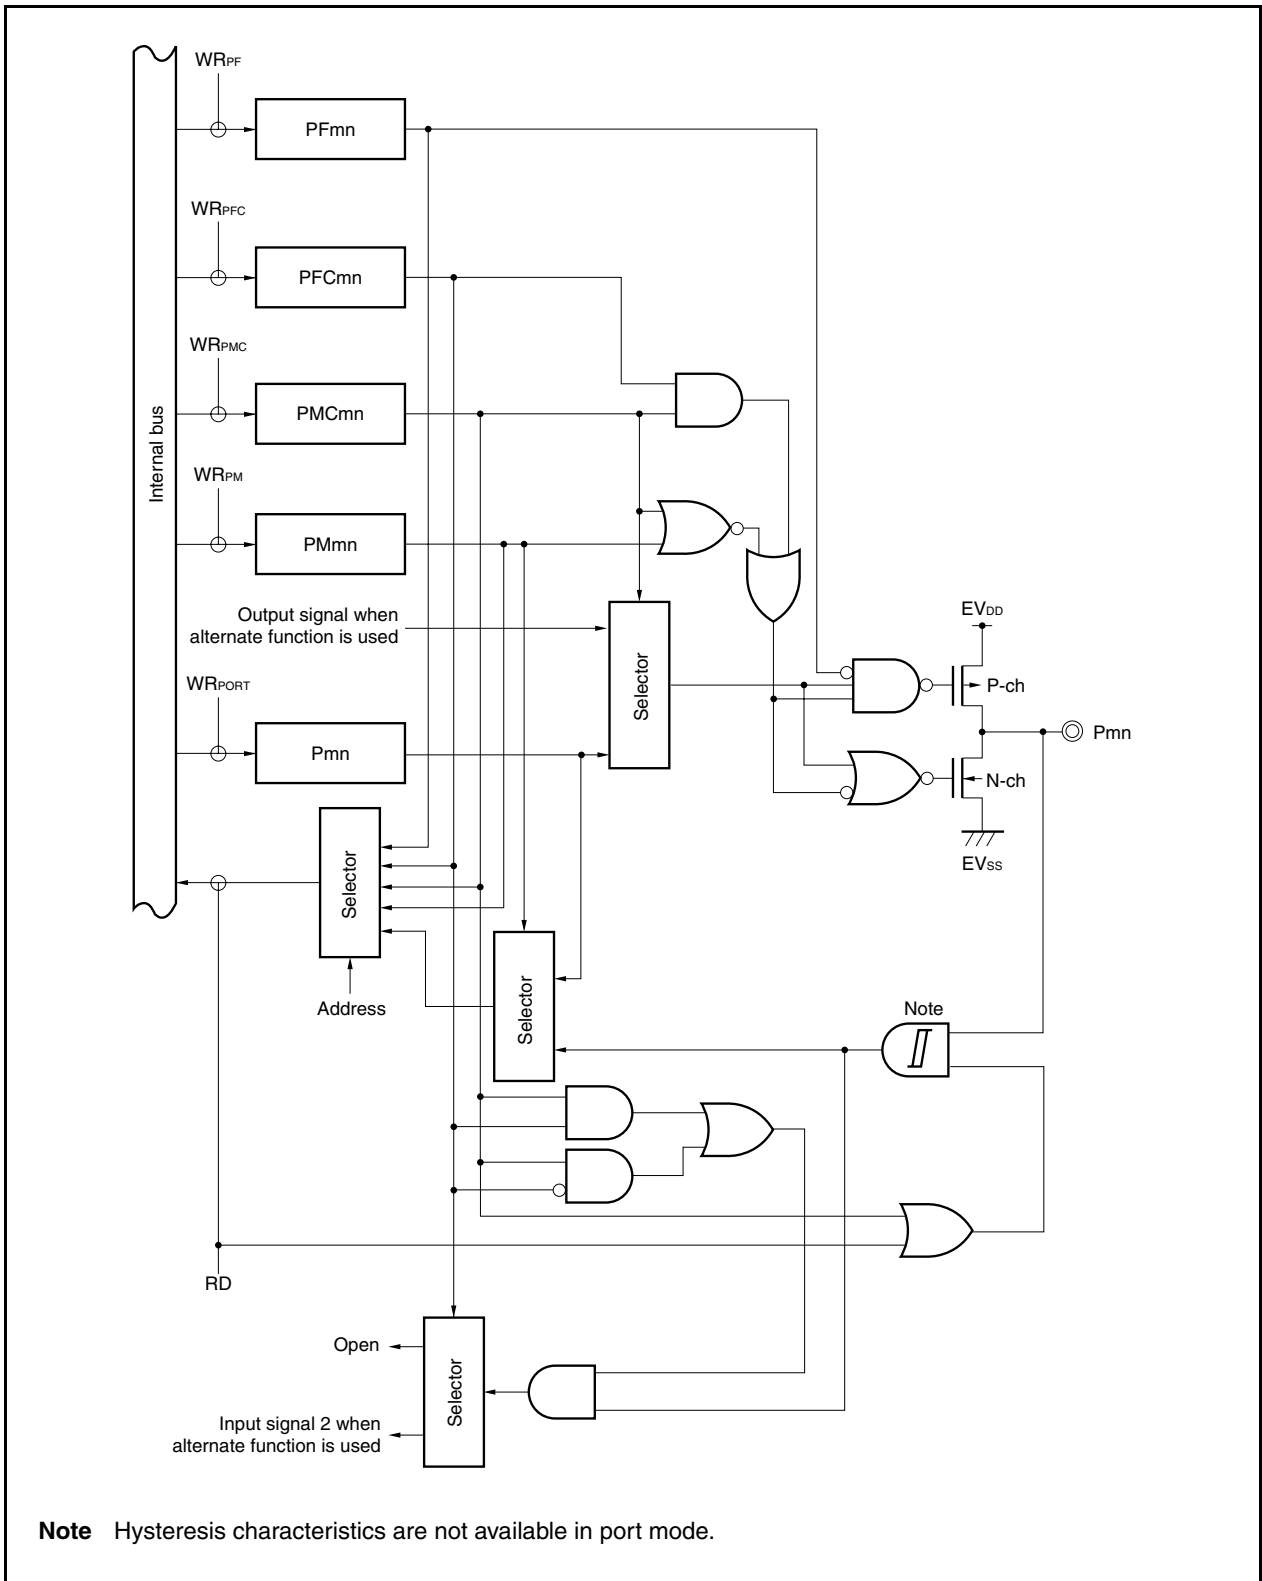 WRPF
PFmn
WRPFC
PFCmn
WRPMC
PMCmn
Internal bus
WRPM
PMmn
Output signal when
alternate function is used
EVDD
Selector
P-ch
WRPORT
Pmn
Pmn
N-ch
EVSS
Selector
Address
Selector
Note
RD
Open
Selector
Input signal 2 when
alternate function is used
Note Hysteresis characteristics are not available in port mode.